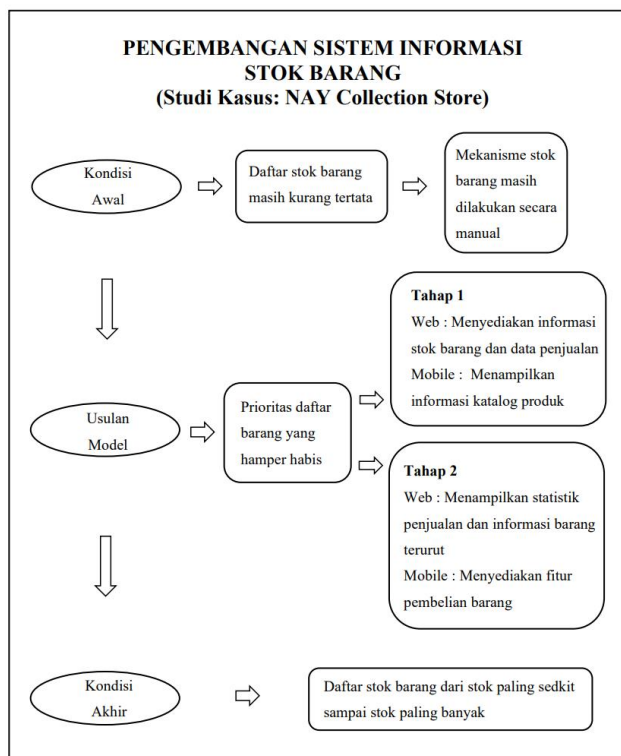 PENGEMBANGAN SISTEM INFORMASI
STOK BARANG
(Studi Kasus: NAY Collection Store)
Kondisi
Awal
Daftar stok barang
masih kurang tertata
Mekanisme stok
barang masih
dilakukan secara
manual
Usulan
Model
Prioritas daftar
barang yang
hamper habis
Tahap 1
Web : Menyediakan informasi
stok barang dan data penjualan
Mobile : Menampilkan
informasi katalog produk
Tahap 2
Web : Menampilkan statistik
penjualan dan informasi barang
terurut
Mobile : Menyediakan fitur
pembelian barang
Kondisi
Akhir
Daftar stok barang dari stok paling sedkit
sampai stok paling banyak